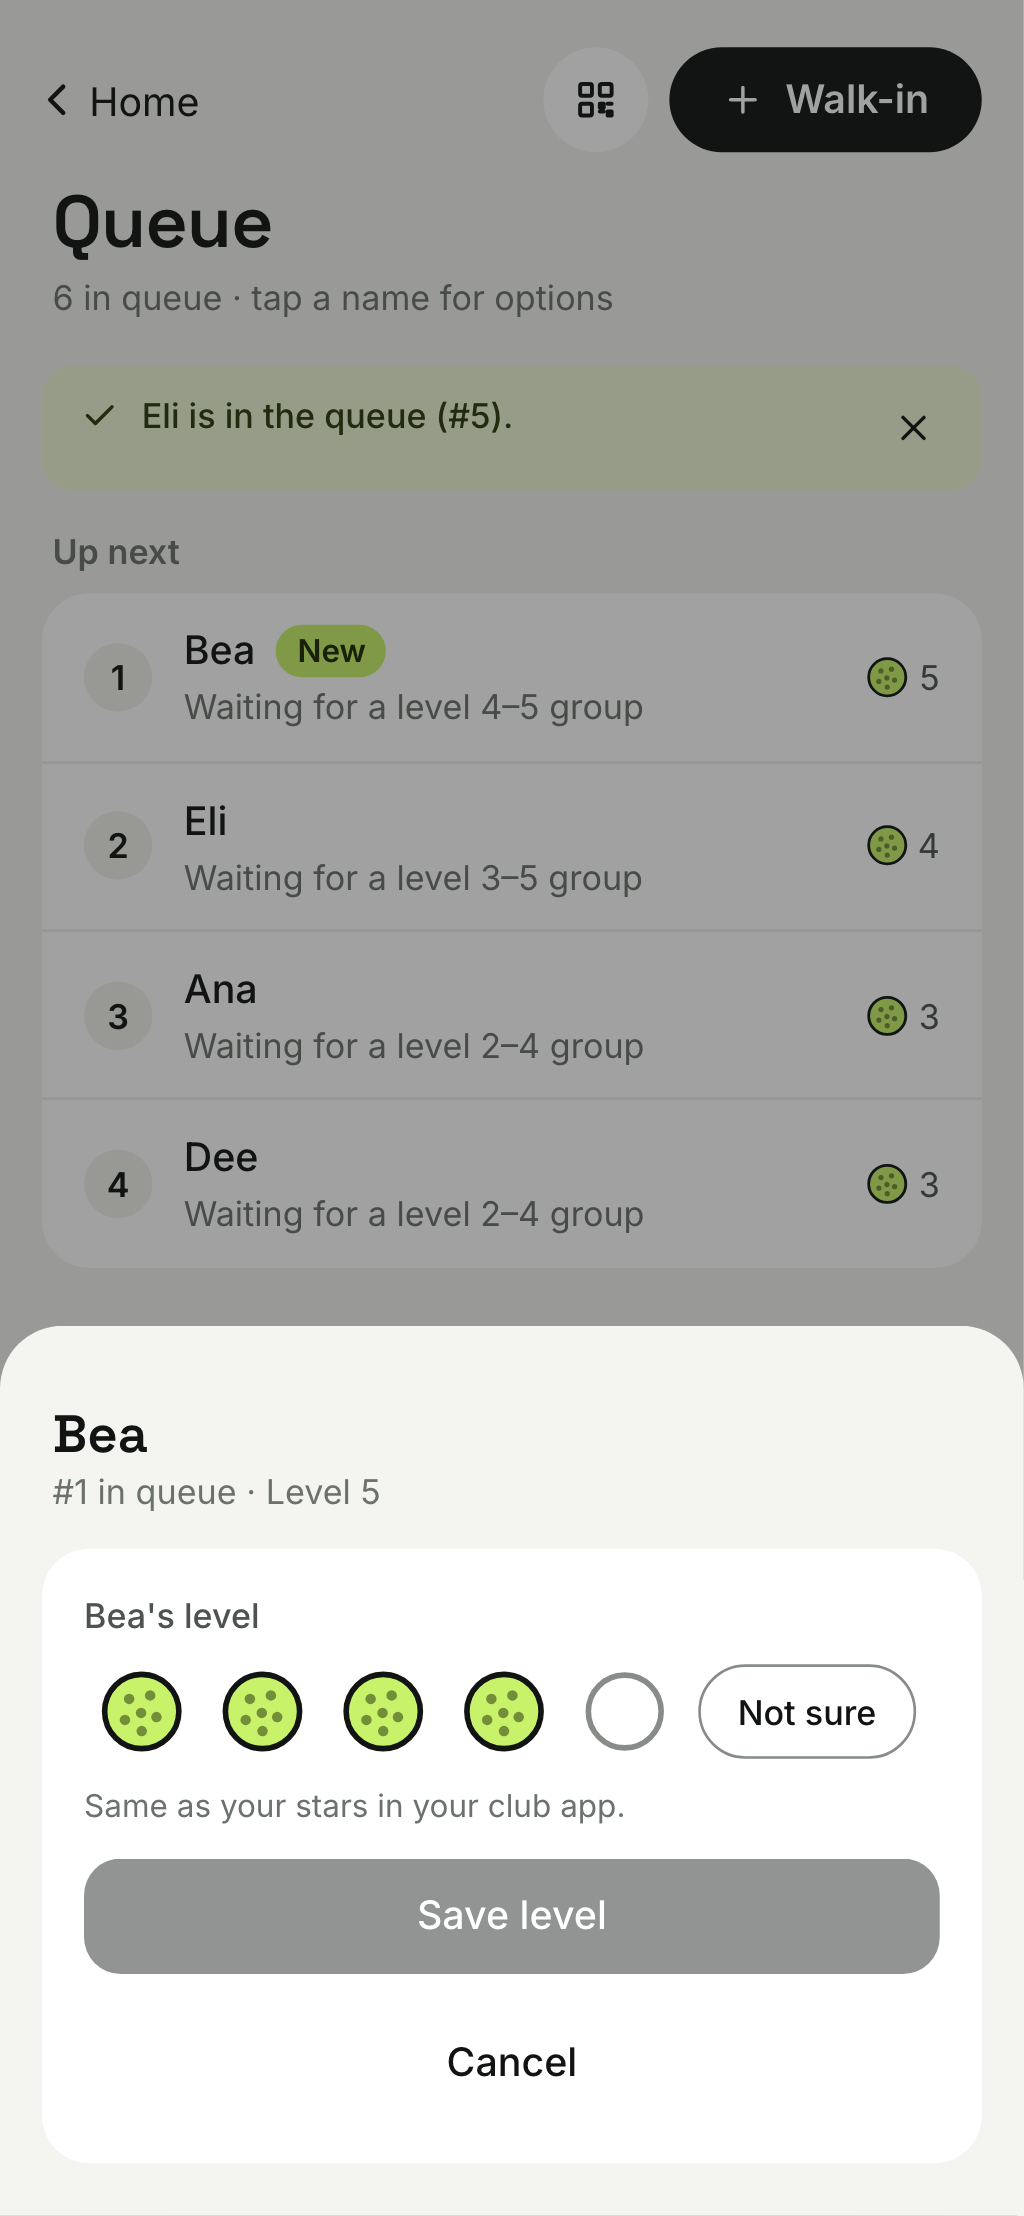 Home
Walk-in
Queue
6 in queue · tap a name for options
Eli is in the queue (#5).
Up next
1
Bea New
5
Waiting for a level 4–5 group
2
Eli
4
Waiting for a level 3–5 group
3
Ana
3
Waiting for a level 2–4 group
4
Dee
3
Waiting for a level 2–4 group
Bea
#1 in queue · Level 5
Bea's level
Not sure
Same as your stars in your club app.
Save level
Cancel